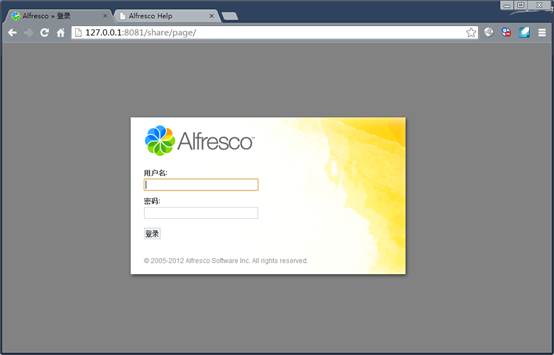 Alfresco » 登录
Alfresco Help
127.0.0.1:8081/share/page/
Alfresco™
用户名:
密码:
登录
© 2005-2012 Alfresco Software Inc. All rights reserved.